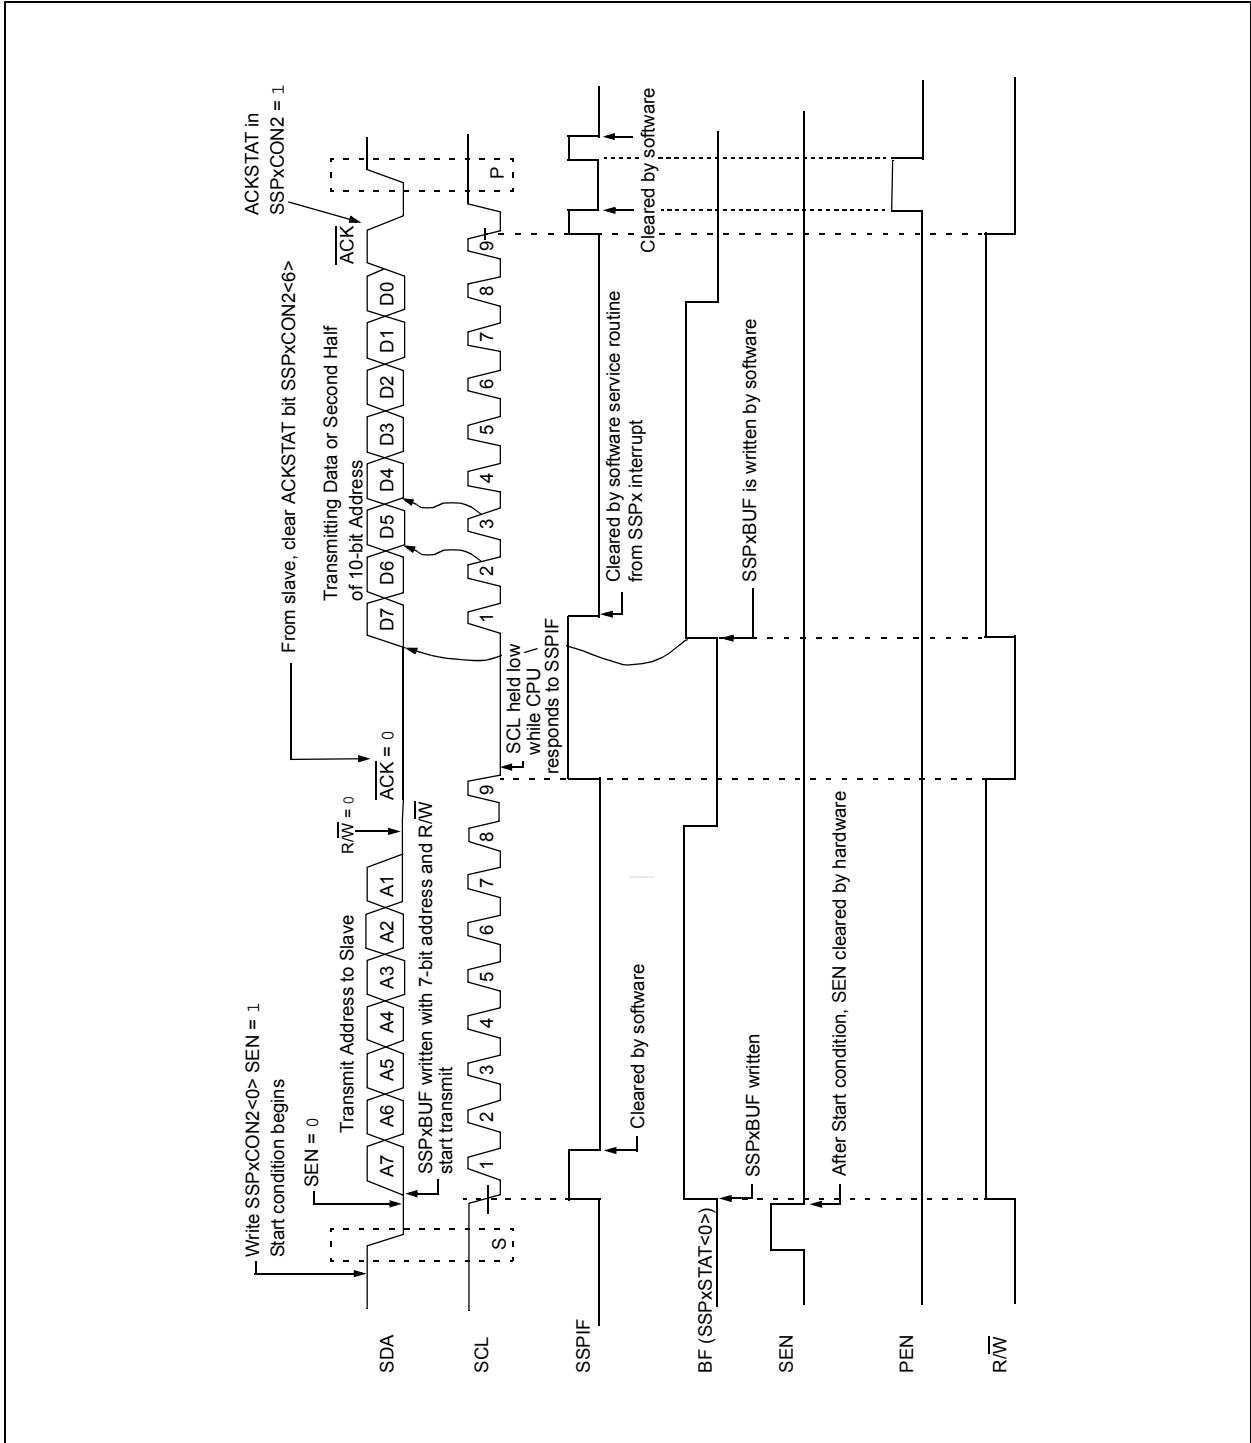 Write SSPxCON2<0> SEN = 1
Start condition begins
SEN = 0
Transmit Address to Slave
R/W = 0
From slave, clear ACKSTAT bit SSPxCON2<6>
ACK = 0
Transmitting Data or Second Half
of 10-bit Address
ACKSTAT in
SSPxCON2 = 1
ACK
SDA
A7 A6 A5 A4 A3 A2 A1
D7 D6 D5 D4 D3 D2 D1 D0
SSPxBUF written with 7-bit address and R/W
start transmit
SCL
S
1 2 3 4 5 6 7 8 9
1 2 3 4 5 6 7 8 9
P
SCL held low
while CPU
responds to SSPIF
SSPIF
Cleared by software
Cleared by software service routine
from SSPx interrupt
Cleared by software
BF (SSPxSTAT<0>)
SSPxBUF written
SSPxBUF is written by software
SEN
After Start condition, SEN cleared by hardware
PEN
R/W